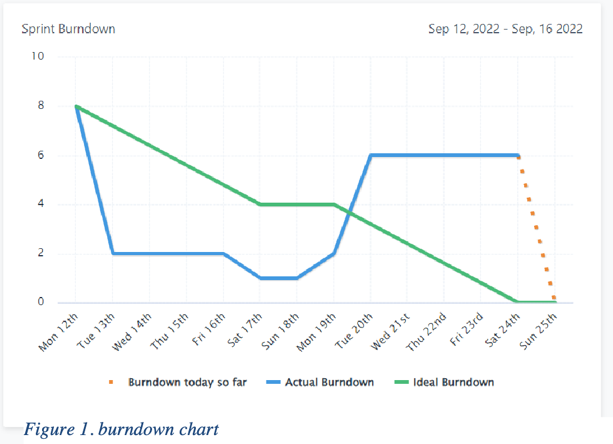 Sprint Burndown
Sep 12, 2022 - Sep, 16 2022
10
8
6
4
2
0
Mon 12th
Tue 13th
Wed 14th
Thu 15th
Fri 16th
Sat 17th
Sun 18th
Mon 19th
Tue 20th
Wed 21st
Thu 22nd
Fri 23rd
Sat 24th
Sun 25th
Burndown today so far
Actual Burndown
Ideal Burndown
Figure 1. burndown chart